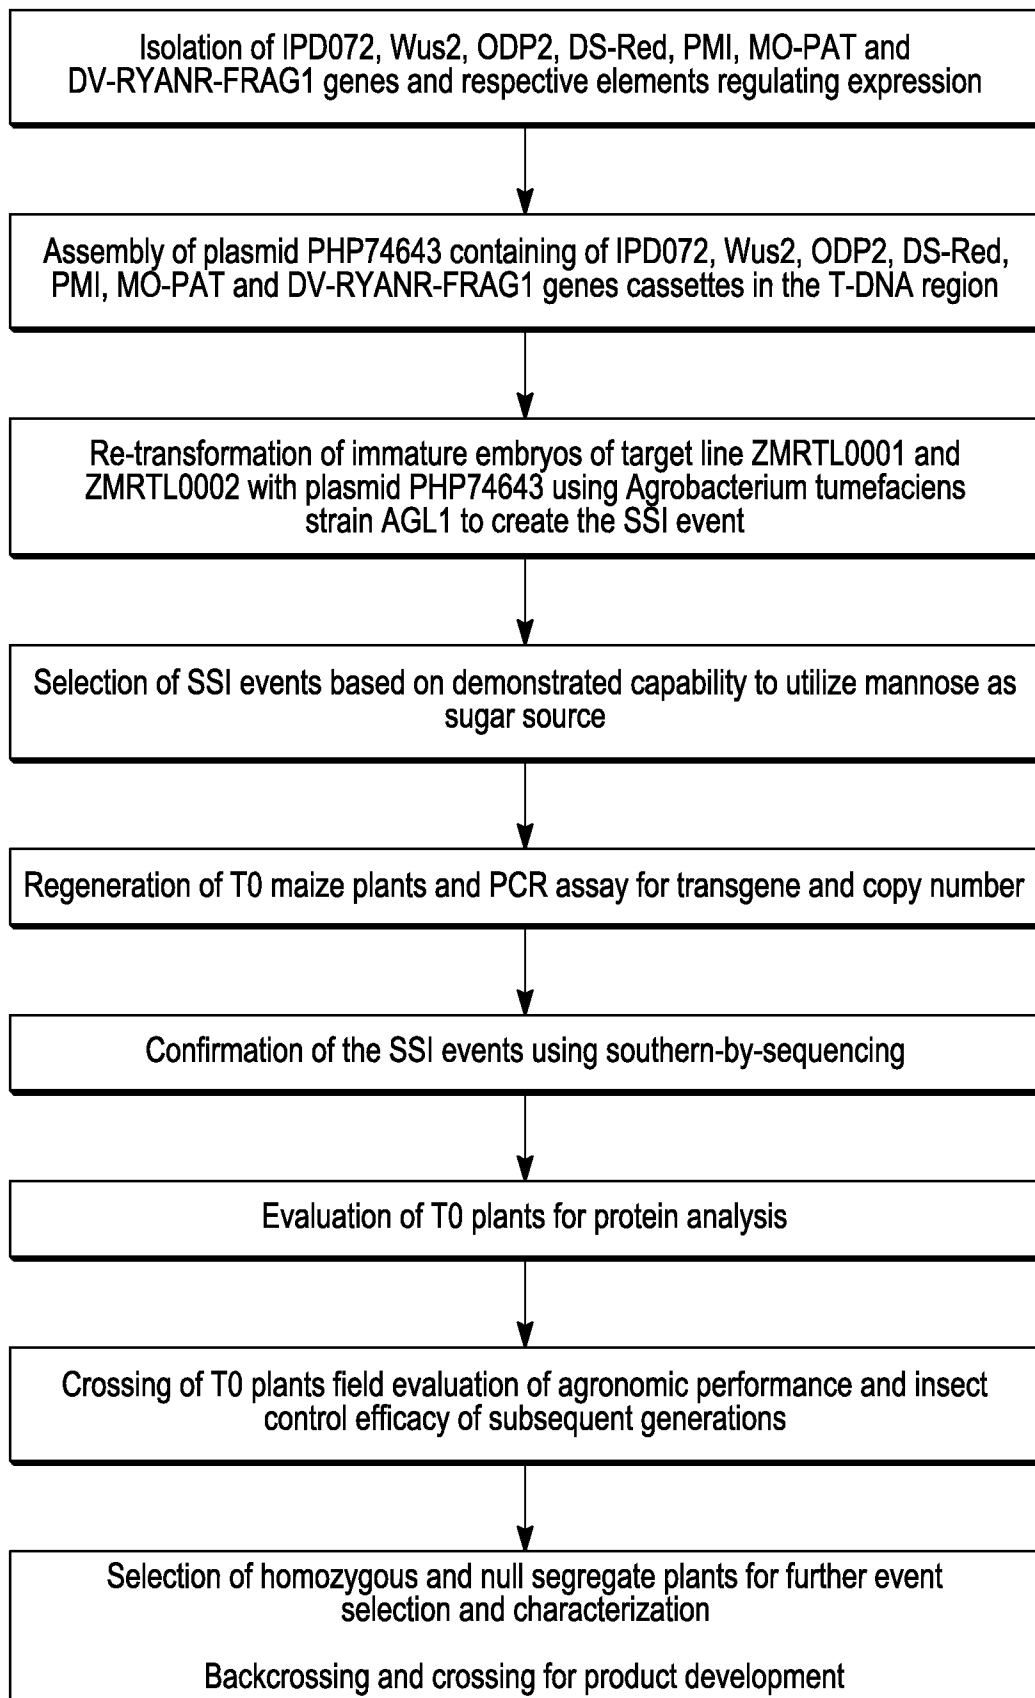 Isolation of IPD072, Wus2, ODP2, DS-Red, PMI, MO-PAT and
DV-RYANR-FRAG1 genes and respective elements regulating expression
Assembly of plasmid PHP74643 containing of IPD072, Wus2, ODP2, DS-Red,
PMI, MO-PAT and DV-RYANR-FRAG1 genes cassettes in the T-DNA region
Re-transformation of immature embryos of target line ZMRTL0001 and
ZMRTL0002 with plasmid PHP74643 using Agrobacterium tumefaciens
strain AGL1 to create the SSI event
Selection of SSI events based on demonstrated capability to utilize mannose as
sugar source
Regeneration of T0 maize plants and PCR assay for transgene and copy number
Confirmation of the SSI events using southern-by-sequencing
Evaluation of T0 plants for protein analysis
Crossing of T0 plants field evaluation of agronomic performance and insect
control efficacy of subsequent generations
Selection of homozygous and null segregate plants for further event
selection and characterization
Backcrossing and crossing for product development